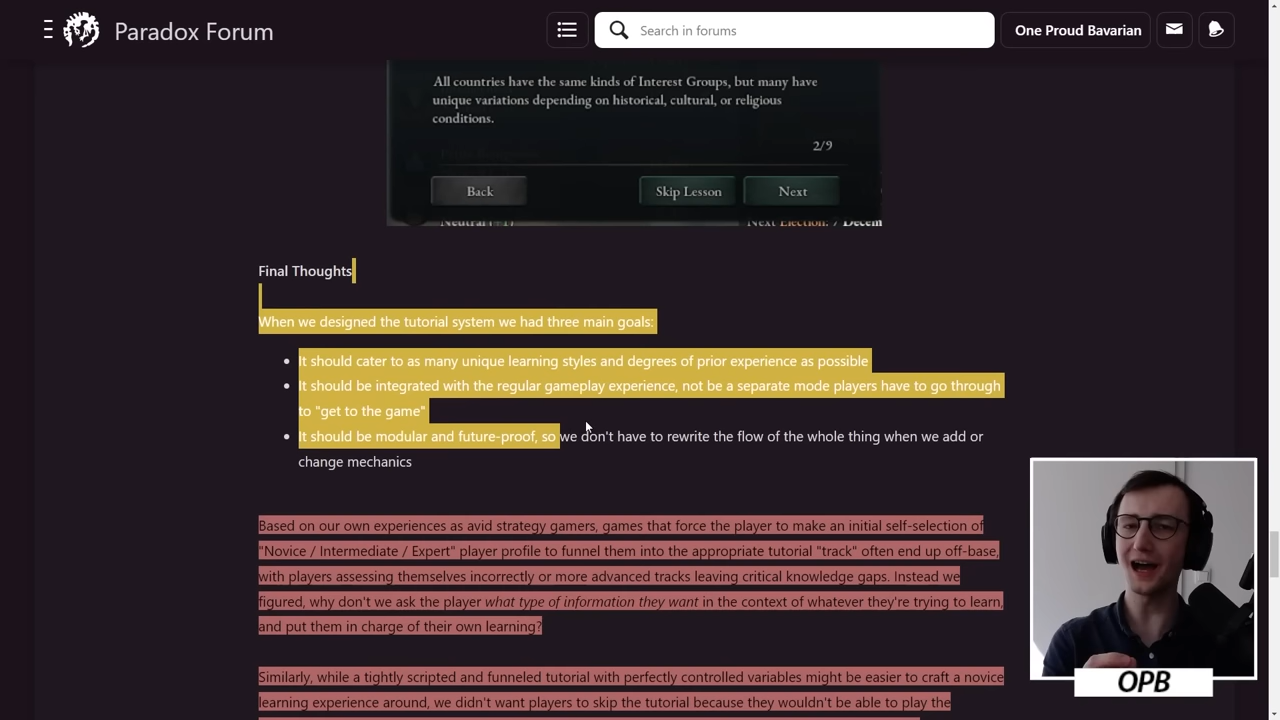 Paradox Forum
Search in forums
One Proud Bavarian
All countries have the same kinds of Interest Groups, but many have
unique variations depending on historical, cultural, or religious
conditions.
2/9
Back
Skip Lesson
Next
Neutral (+1)
Next Election: 7 Decem
Final Thoughts
When we designed the tutorial system we had three main goals:
It should cater to as many unique learning styles and degrees of prior experience as possible
It should be integrated with the regular gameplay experience, not be a separate mode players have to go through
to "get to the game"
It should be modular and future-proof, so we don't have to rewrite the flow of the whole thing when we add or
change mechanics
Based on our own experiences as avid strategy gamers, games that force the player to make an initial self-selection of
"Novice / Intermediate / Expert" player profile to funnel them into the appropriate tutorial "track" often end up off-base,
with players assessing themselves incorrectly or more advanced tracks leaving critical knowledge gaps. Instead we
figured, why don't we ask the player what type of information they want in the context of whatever they're trying to learn,
and put them in charge of their own learning?
Similarly, while a tightly scripted and funneled tutorial with perfectly controlled variables might be easier to craft a novice
learning experience around, we didn't want players to skip the tutorial because they wouldn't be able to play the
OPB